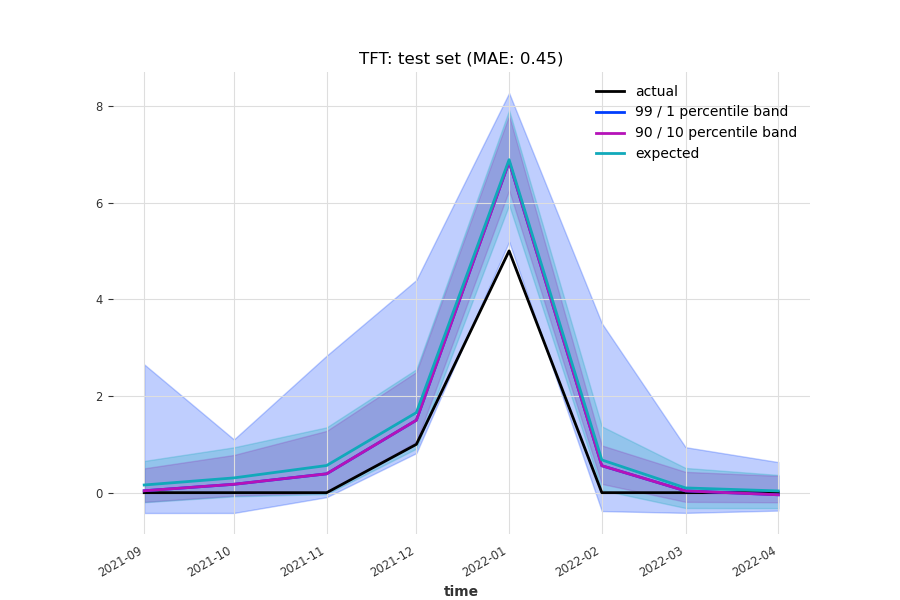 TFT: test set (MAE: 0.45)
actual
99 / 1 percentile band
90 / 10 percentile band
expected
8
6
4
2
0
2021-09
2021-10
2021-11
2021-12
2022-01
2022-02
2022-03
2022-04
time